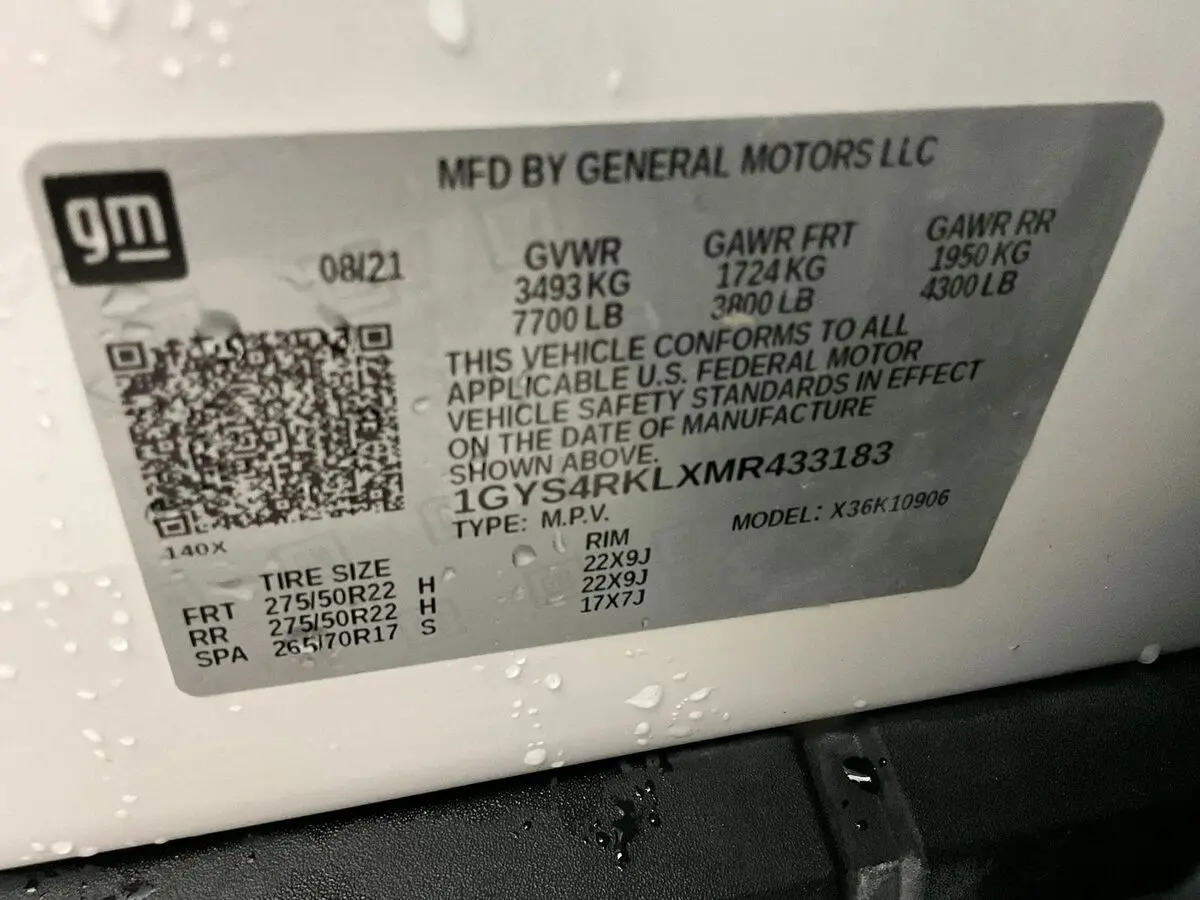 gm
MFD BY GENERAL MOTORS LLC
08/21
GVWR GAWR FRT GAWR RR
3493 KG 1724 KG 1950 KG
7700 LB 3800 LB 4300 LB
THIS VEHICLE CONFORMS TO ALL
APPLICABLE U.S. FEDERAL MOTOR
VEHICLE SAFETY STANDARDS IN EFFECT
ON THE DATE OF MANUFACTURE
SHOWN ABOVE.
1GYS4RKLXMR433183
TYPE: M.P.V. MODEL: X36K10906
140X
TIRE SIZE RIM
FRT 275/50R22 H 22X9J
RR 275/50R22 H 22X9J
SPA 265/70R17 S 17X7J